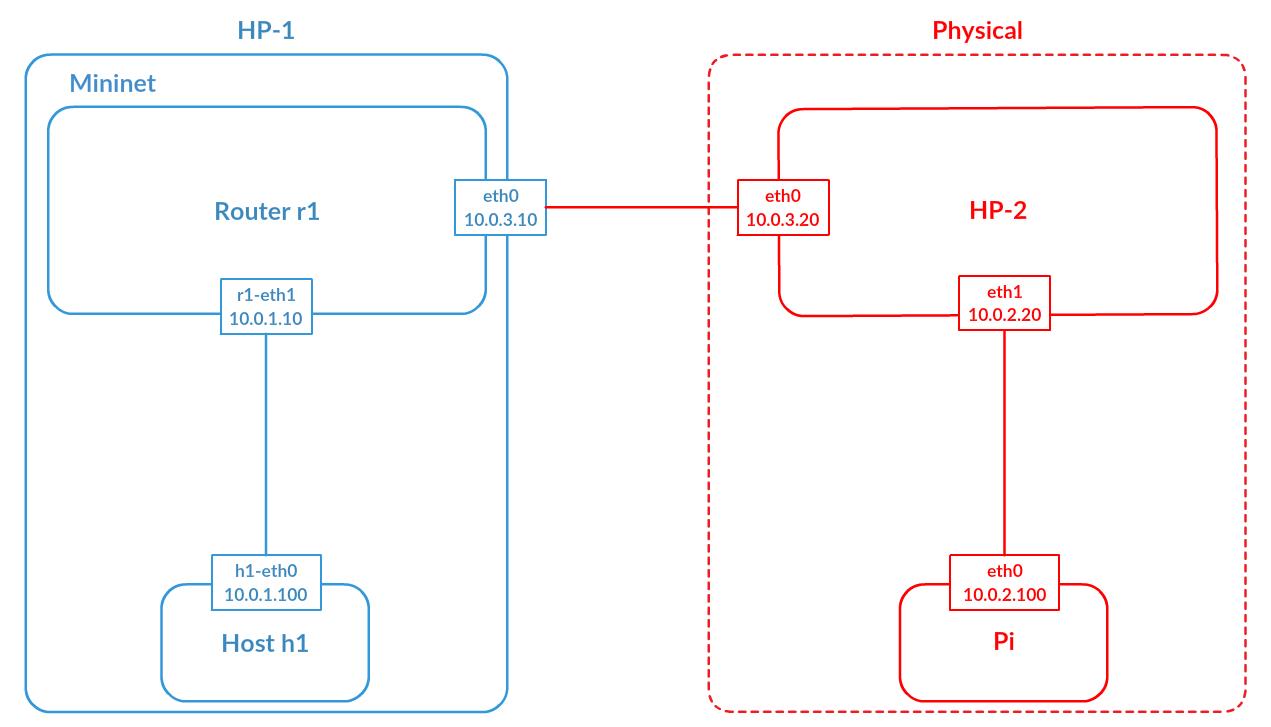 HP-1
Physical
Mininet
Router r1
eth0
10.0.3.10
eth0
10.0.3.20
HP-2
r1-eth1
10.0.1.10
eth1
10.0.2.20
h1-eth0
10.0.1.100
Host h1
eth0
10.0.2.100
Pi